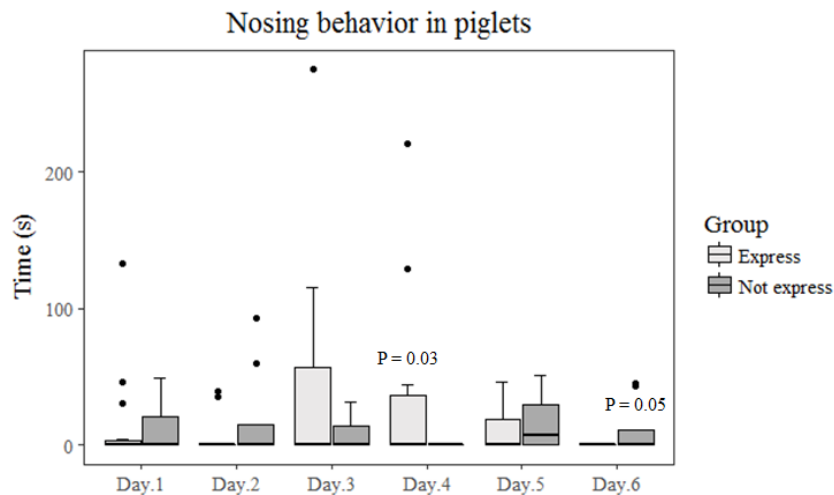 Nosing behavior in piglets
Time (s)
200
100
0
P = 0.03
P = 0.05
Day.1 Day.2 Day.3 Day.4 Day.5 Day.6
Group
Express
Not express